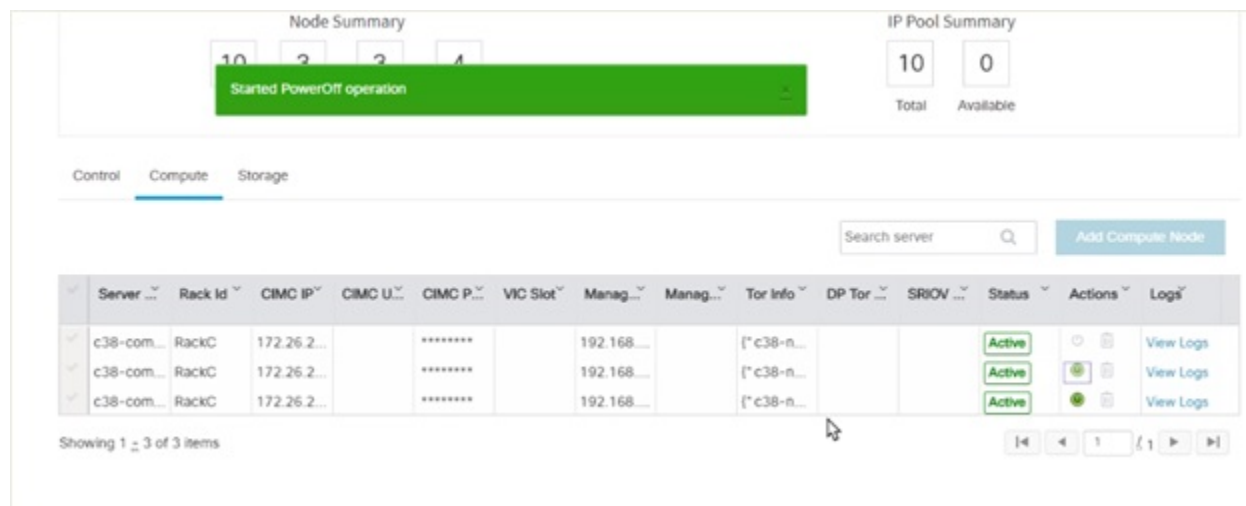 Node Summary
IP Pool Summary
10 3 3 4
10 0
Started PowerOff operation
Total Available
Control Compute Storage
Search server
Add Compute Node
Server ... Rack Id CIMC IP CIMC U... CIMC P... VIC Slot Manag... Manag... Tor Info DP Tor ... SRIOV ... Status Actions Logs
c38-com... RackC 172.26.2... ******** 192.168.... {"c38-n... Active View Logs
c38-com... RackC 172.26.2... ******** 192.168.... {"c38-n... Active View Logs
c38-com... RackC 172.26.2... ******** 192.168.... {"c38-n... Active View Logs
Showing 1 - 3 of 3 items
1 / 1